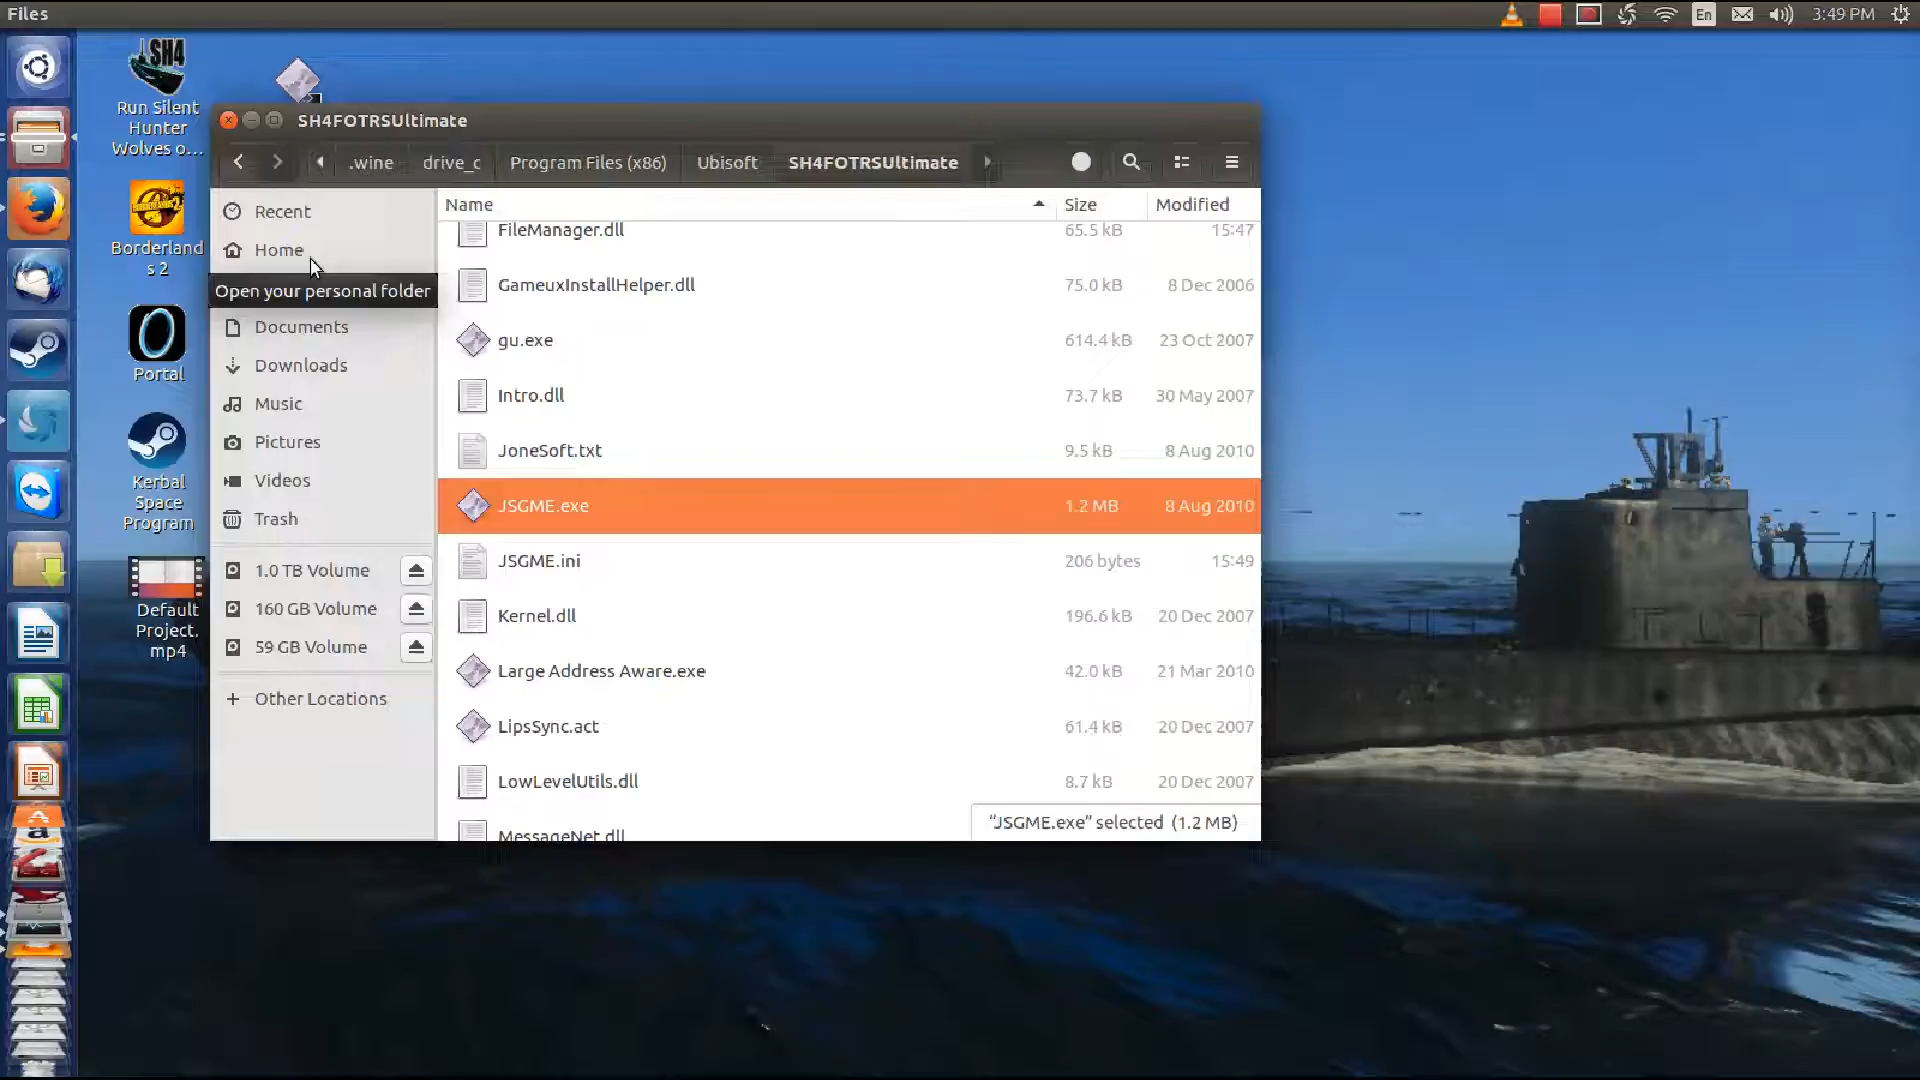 Files
En
3:49 PM
SH4
Run Silent
Hunter
Wolves o...
Borderland
s 2
Portal
Kerbal
Space
Program
Default
Project.
mp4
SH4FOTRSUltimate
.wine
drive_c
Program Files (x86)
Ubisoft
SH4FOTRSUltimate
Recent
Home
Open your personal folder
Documents
Downloads
Music
Pictures
Videos
Trash
1.0 TB Volume
160 GB Volume
59 GB Volume
+ Other Locations
Name Size Modified
FileManager.dll 65.5 kB 15:47
GameuxInstallHelper.dll 75.0 kB 8 Dec 2006
gu.exe 614.4 kB 23 Oct 2007
Intro.dll 73.7 kB 30 May 2007
JoneSoft.txt 9.5 kB 8 Aug 2010
JSGME.exe 1.2 MB 8 Aug 2010
JSGME.ini 206 bytes 15:49
Kernel.dll 196.6 kB 20 Dec 2007
Large Address Aware.exe 42.0 kB 21 Mar 2010
LipsSync.act 61.4 kB 20 Dec 2007
LowLevelUtils.dll 8.7 kB 20 Dec 2007
MessageNet.dll
“JSGME.exe” selected (1.2 MB)